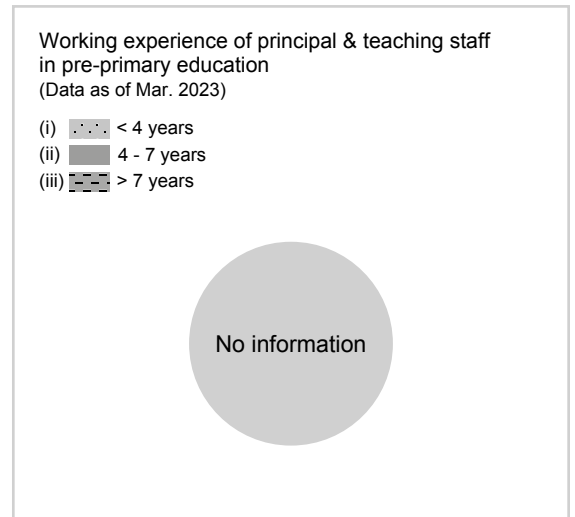 Working experience of principal & teaching staff
in pre-primary education
(Data as of Mar. 2023)
(i) < 4 years
(ii) 4 - 7 years
(iii) > 7 years
No information